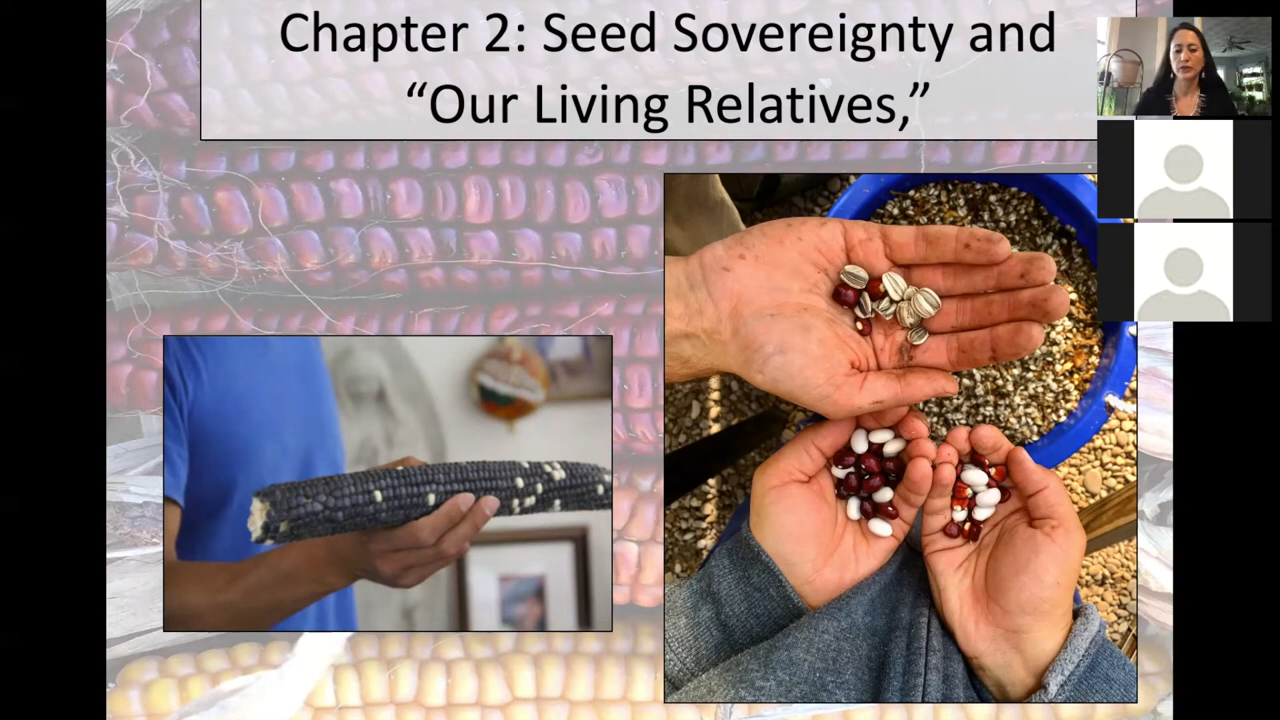 Chapter 2: Seed Sovereignty and
“Our Living Relatives,”